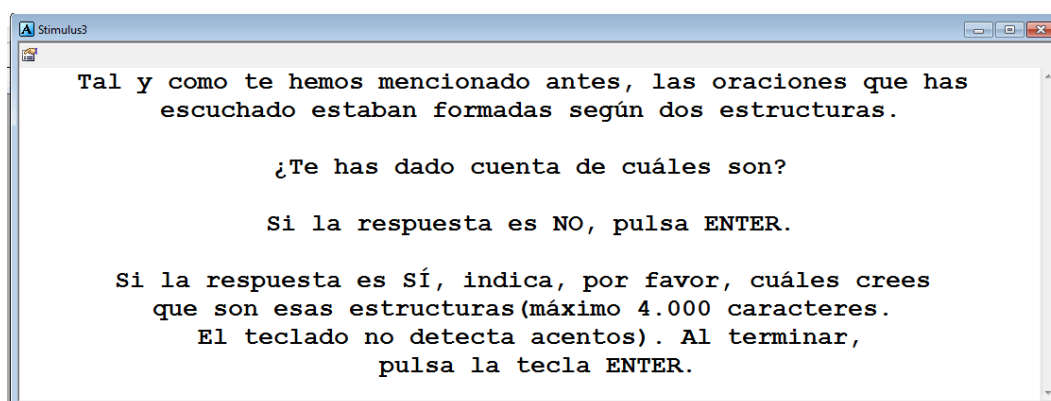 Stimulus3
Tal y como te hemos mencionado antes, las oraciones que has
escuchado estaban formadas según dos estructuras.
¿Te has dado cuenta de cuáles son?
Si la respuesta es NO, pulsa ENTER.
Si la respuesta es SÍ, indica, por favor, cuáles crees
que son esas estructuras(máximo 4.000 caracteres.
El teclado no detecta acentos). Al terminar,
pulsa la tecla ENTER.